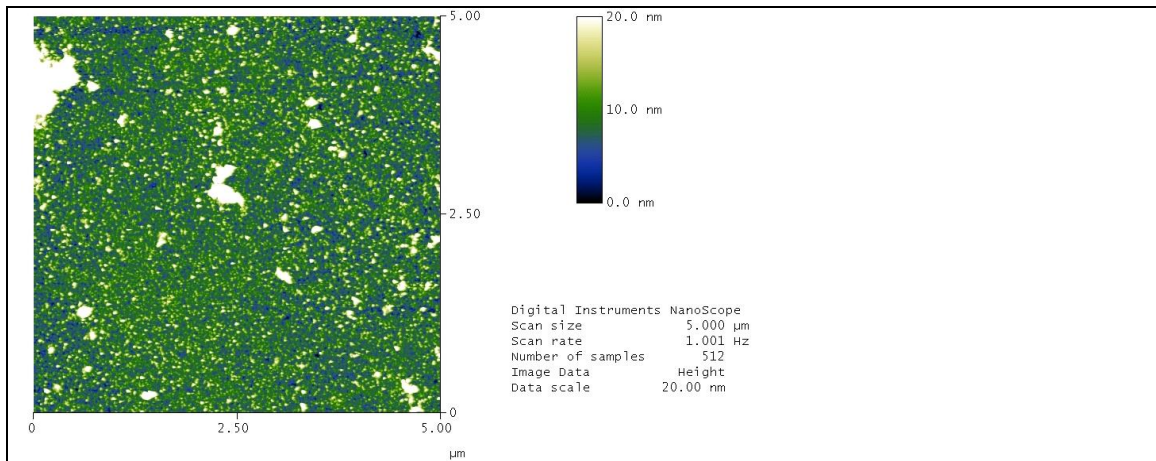 5.00
2.50
0
0
2.50
5.00
µm
20.0 nm
10.0 nm
0.0 nm
Digital Instruments NanoScope
Scan size 5.000 µm
Scan rate 1.001 Hz
Number of samples 512
Image Data Height
Data scale 20.00 nm